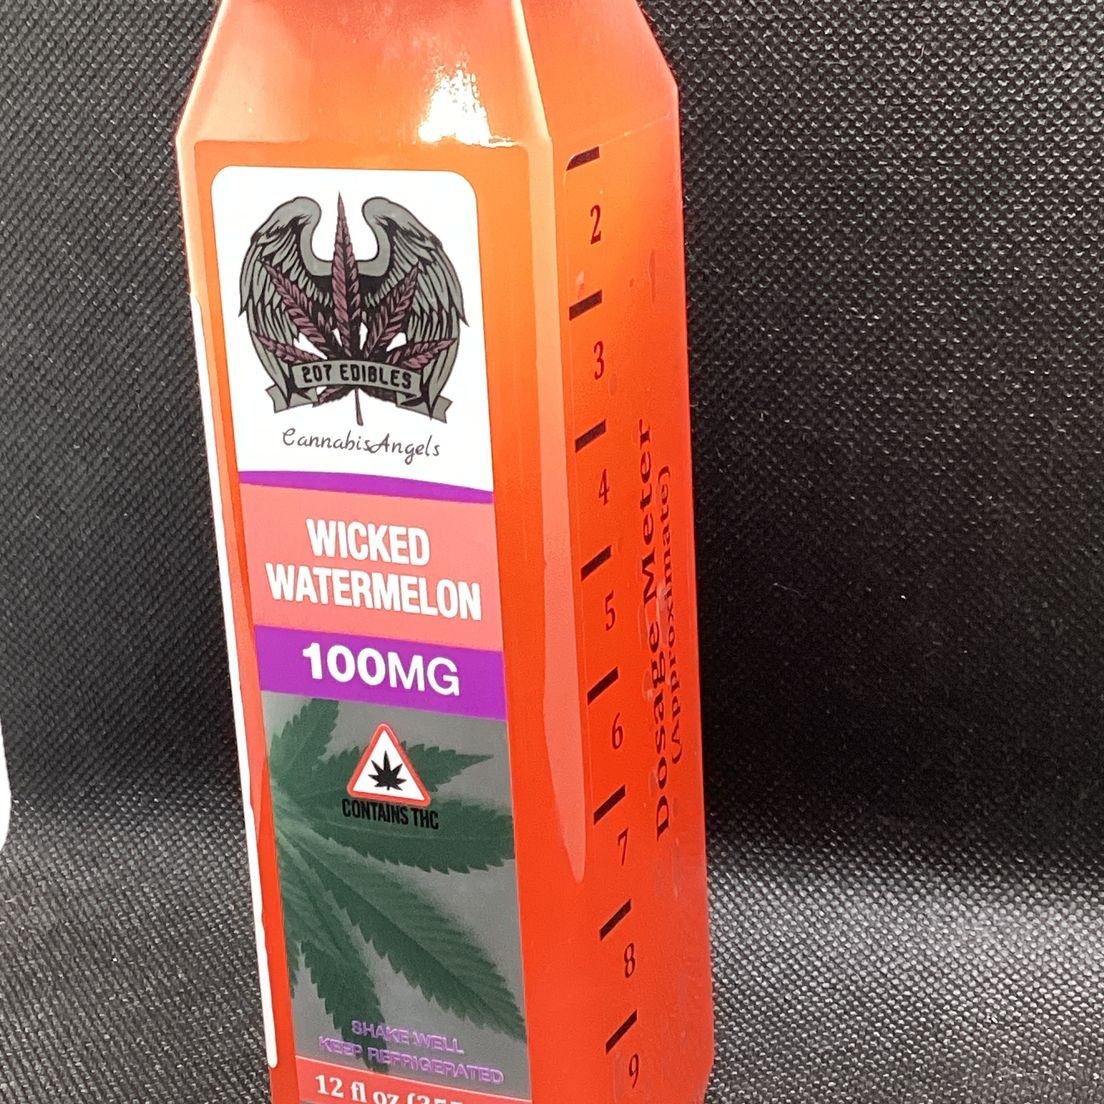 207 EDIBLES
CannabisAngels
WICKED
WATERMELON
100MG
CONTAINS THC
SHAKE WELL
KEEP REFRIGERATED
12 fl oz
2
3
4
5
6
7
8
9
Dosage Meter
(Approximate)